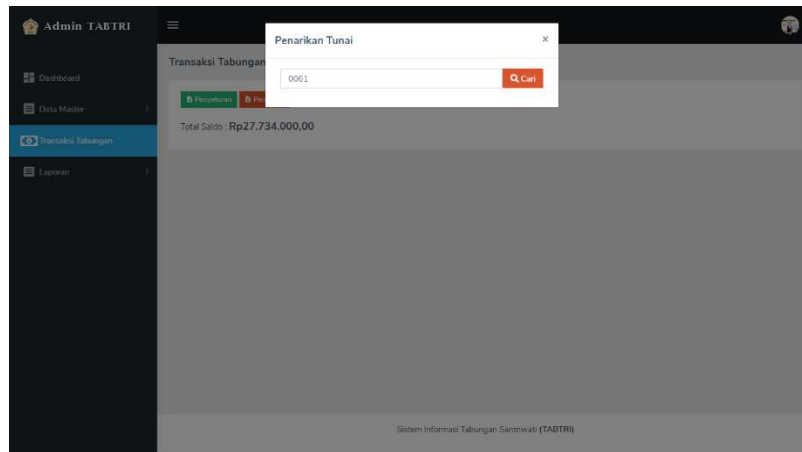 Admin TABTRI
Penarikan Tunai
×
Transaksi Tabungan
0061
Cari
Dashboard
Penyetoran
Data Master
Total Saldo : Rp27.734.000,00
Transaksi Tabungan
Laporan
Sistem Informasi Tabungan Santriwati (TABTRI)